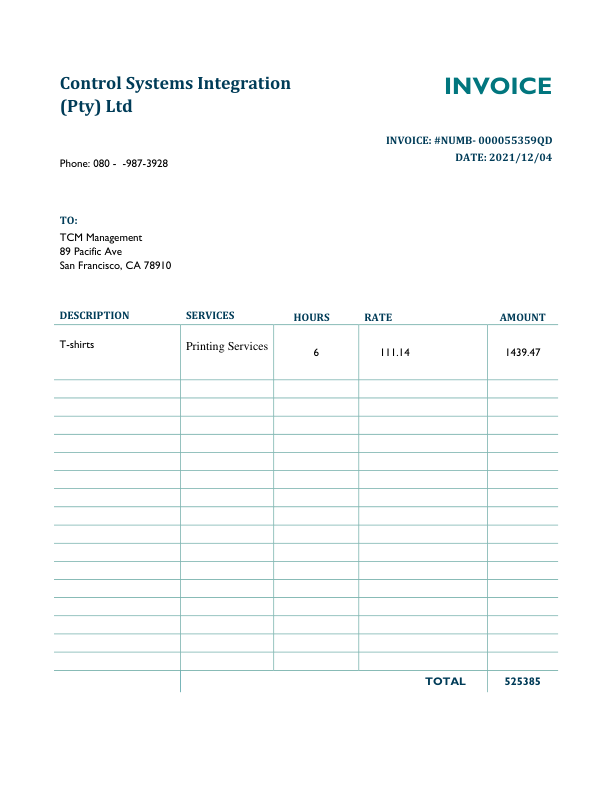 Control Systems Integration
(Pty) Ltd
INVOICE
INVOICE: #NUMB- 000055359QD
DATE: 2021/12/04
Phone: 080 -  -987-3928
TO:
TCM Management
89 Pacific Ave
San Francisco, CA 78910
DESCRIPTION SERVICES HOURS RATE AMOUNT
T-shirts Printing Services 6 111.14 1439.47
TOTAL 525385